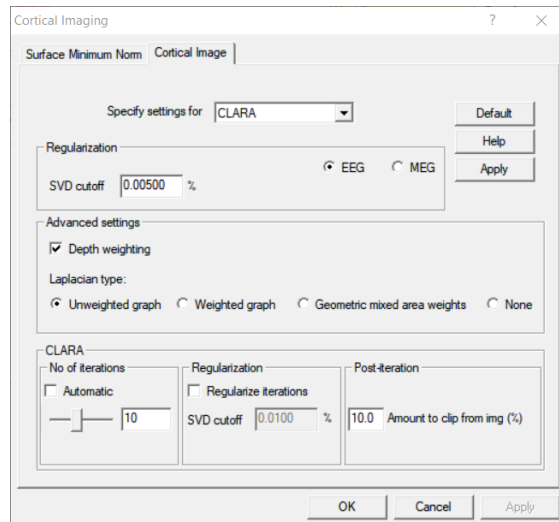 Cortical Imaging
Surface Minimum Norm
Cortical Image
Specify settings for CLARA
Default
Help
Apply
Regularization
EEG MEG
SVD cutoff 0.00500 %
Advanced settings
Depth weighting
Laplacian type:
Unweighted graph Weighted graph Geometric mixed area weights None
CLARA
No of iterations
Automatic
10
Regularization
Regularize iterations
SVD cutoff 0.0100 %
Post-iteration
10.0 Amount to clip from img (%)
OK Cancel Apply